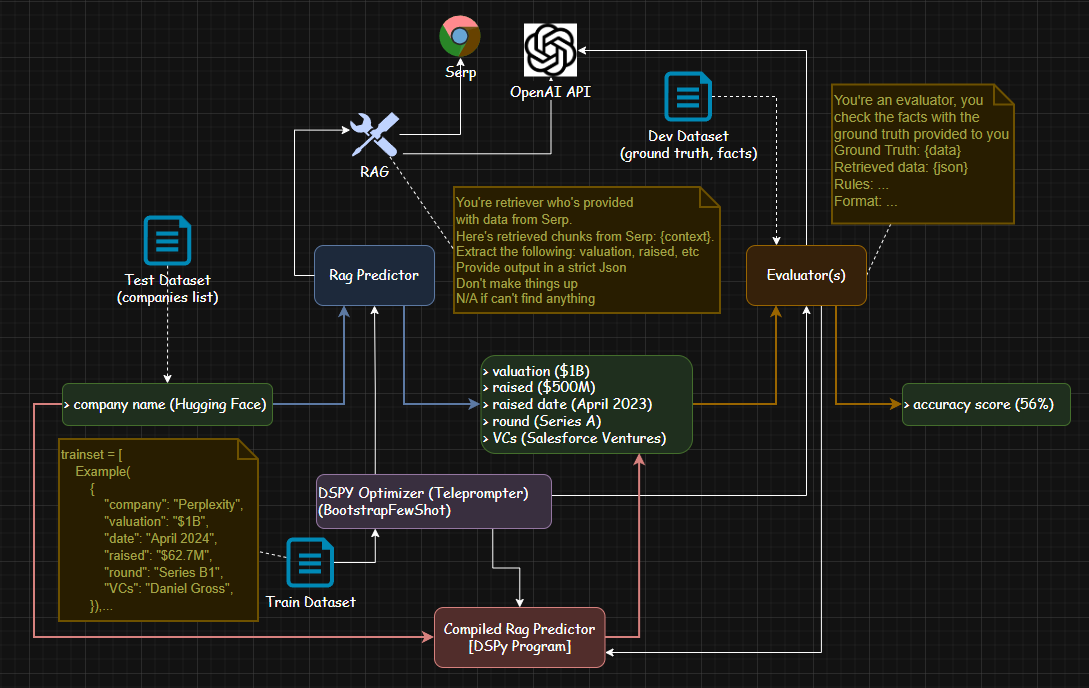 Serp
OpenAI API
RAG
Dev Dataset
(ground truth, facts)
You're an evaluator, you
check the facts with the
ground truth provided to you
Ground Truth: {data}
Retrieved data: {json}
Rules: ...
Format: ...
You're retriever who's provided
with data from Serp.
Here's retrieved chunks from Serp: {context}.
Extract the following: valuation, raised, etc
Provide output in a strict Json
Don't make things up
N/A if can't find anything
Test Dataset
(companies list)
Rag Predictor
Evaluator(s)
> company name (Hugging Face)
> valuation ($1B)
> raised ($500M)
> raised date (April 2023)
> round (Series A)
> VCs (Salesforce Ventures)
> accuracy score (56%)
trainset = [
Example(
{
"company": "Perplexity",
"valuation": "$1B",
"date": "April 2024",
"raised": "$62.7M",
"round": "Series B1",
"VCs": "Daniel Gross",
}),...
DSPY Optimizer (Teleprompter)
(BootstrapFewShot)
Train Dataset
Compiled Rag Predictor
[DSPy Program]